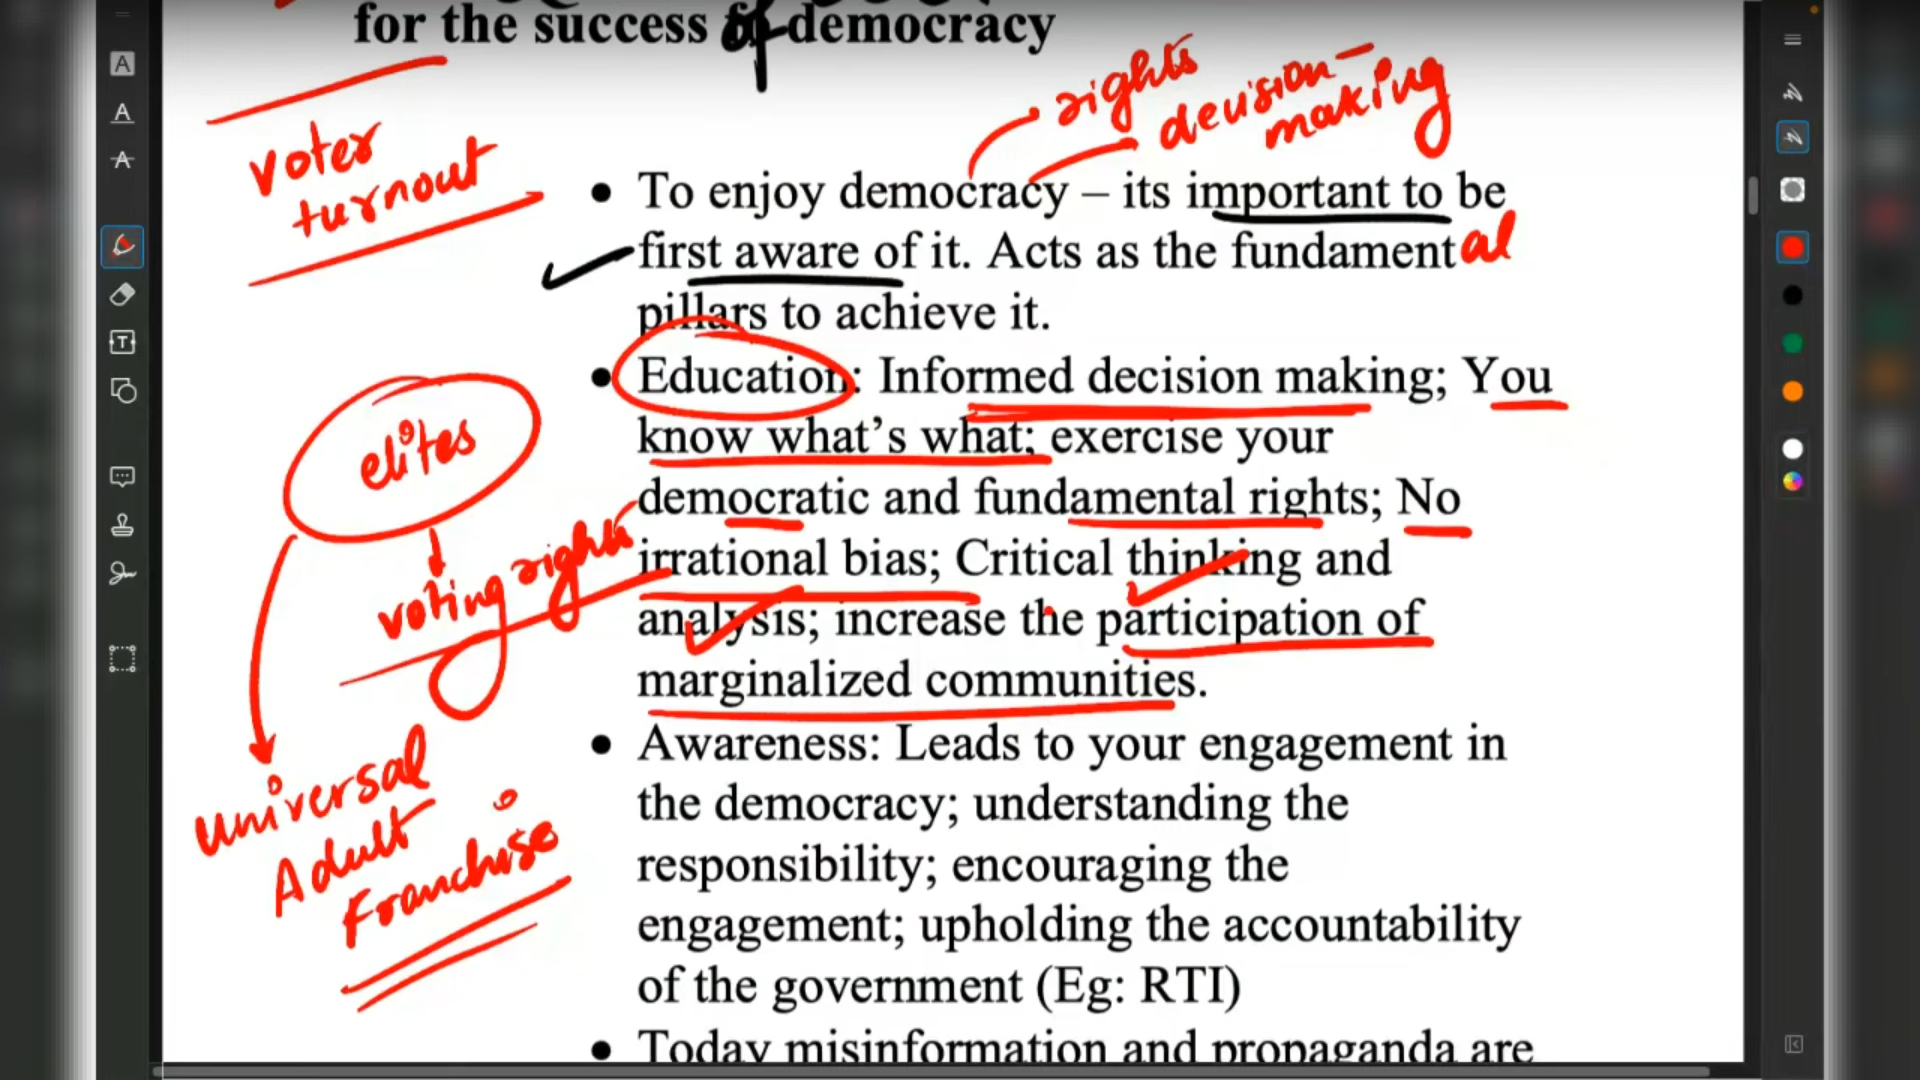 for the success of democracy
rights
decision-
making
voter
turnout
• To enjoy democracy – its important to be
first aware of it. Acts as the fundamental
pillars to achieve it.
• Education: Informed decision making; You
know what's what; exercise your
democratic and fundamental rights; No
irrational bias; Critical thinking and
analysis; increase the participation of
marginalized communities.
elites
voting rights
universal
Adult
Franchise
• Awareness: Leads to your engagement in
the democracy; understanding the
responsibility; encouraging the
engagement; upholding the accountability
of the government (Eg: RTI)
• Today misinformation and propaganda are